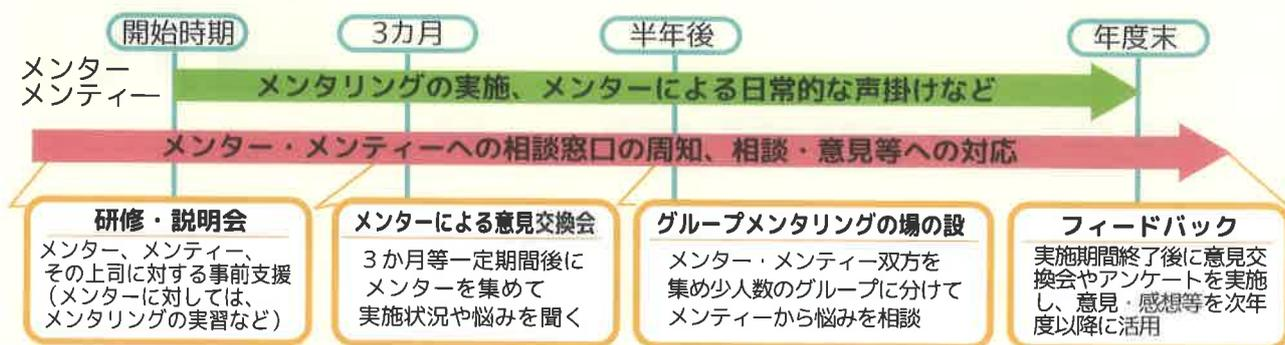 開始時期
3カ月
半年後
年度末
メンター
メンティー
メンタリングの実施、メンターによる日常的な声掛けなど
メンター・メンティーへの相談窓口の周知、相談・意見等への対応
研修・説明会
メンター、メンティー、
その上司に対する事前支援
（メンターに対しては、
メンタリングの実習など）
メンターによる意見交換会
３か月等一定期間後に
メンターを集めて
実施状況や悩みを聞く
グループメンタリングの場の設
メンター・メンティー双方を
集め少人数のグループに分けて
メンティーから悩みを相談
フィードバック
実施期間終了後に意見交
換会やアンケートを実施
し、意見・感想等を次年
度以降に活用